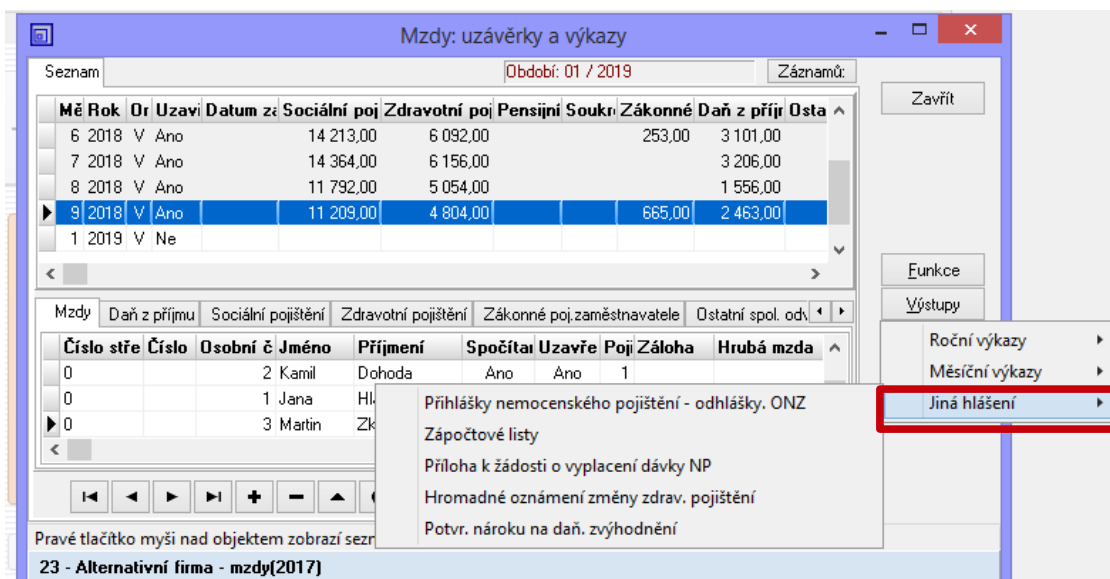 Mzdy: uzávěrky a výkazy
Seznam Období: 01 / 2019 Záznamů:
Zavřít
Mě Rok Or Uzavi Datum za Sociální poj Zdravotní poj Pensijní Soukr Zákonné Daň z příjr Osta
6 2018 V Ano 14 213,00 6 092,00 253,00 3 101,00
7 2018 V Ano 14 364,00 6 156,00 3 206,00
8 2018 V Ano 11 792,00 5 054,00 1 556,00
9 2018 V Ano 11 209,00 4 804,00 665,00 2 463,00
1 2019 V Ne
Funkce
Výstupy
Mzdy Daň z příjmu Sociální pojištění Zdravotní pojištění Zákonné poj.zaměstnavatele Ostatní spol. odv
Číslo stře Číslo Osobní č Jméno Příjmení Spočítar Uzavře Poji Záloha Hrubá mzda
0 2 Kamil Dohoda Ano Ano 1
0 1 Jana Hl
0 3 Martin Zk
Roční výkazy
Měsíční výkazy
Jiná hlášení
Přihlášky nemocenského pojištění - odhlášky. ONZ
Zápočtové listy
Příloha k žádosti o vyplacení dávky NP
Hromadné oznámení změny zdrav. pojištění
Potvr. nároku na daň. zvýhodnění
Pravé tlačítko myši nad objektem zobrazí sezn
23 - Alternativní firma - mzdy(2017)